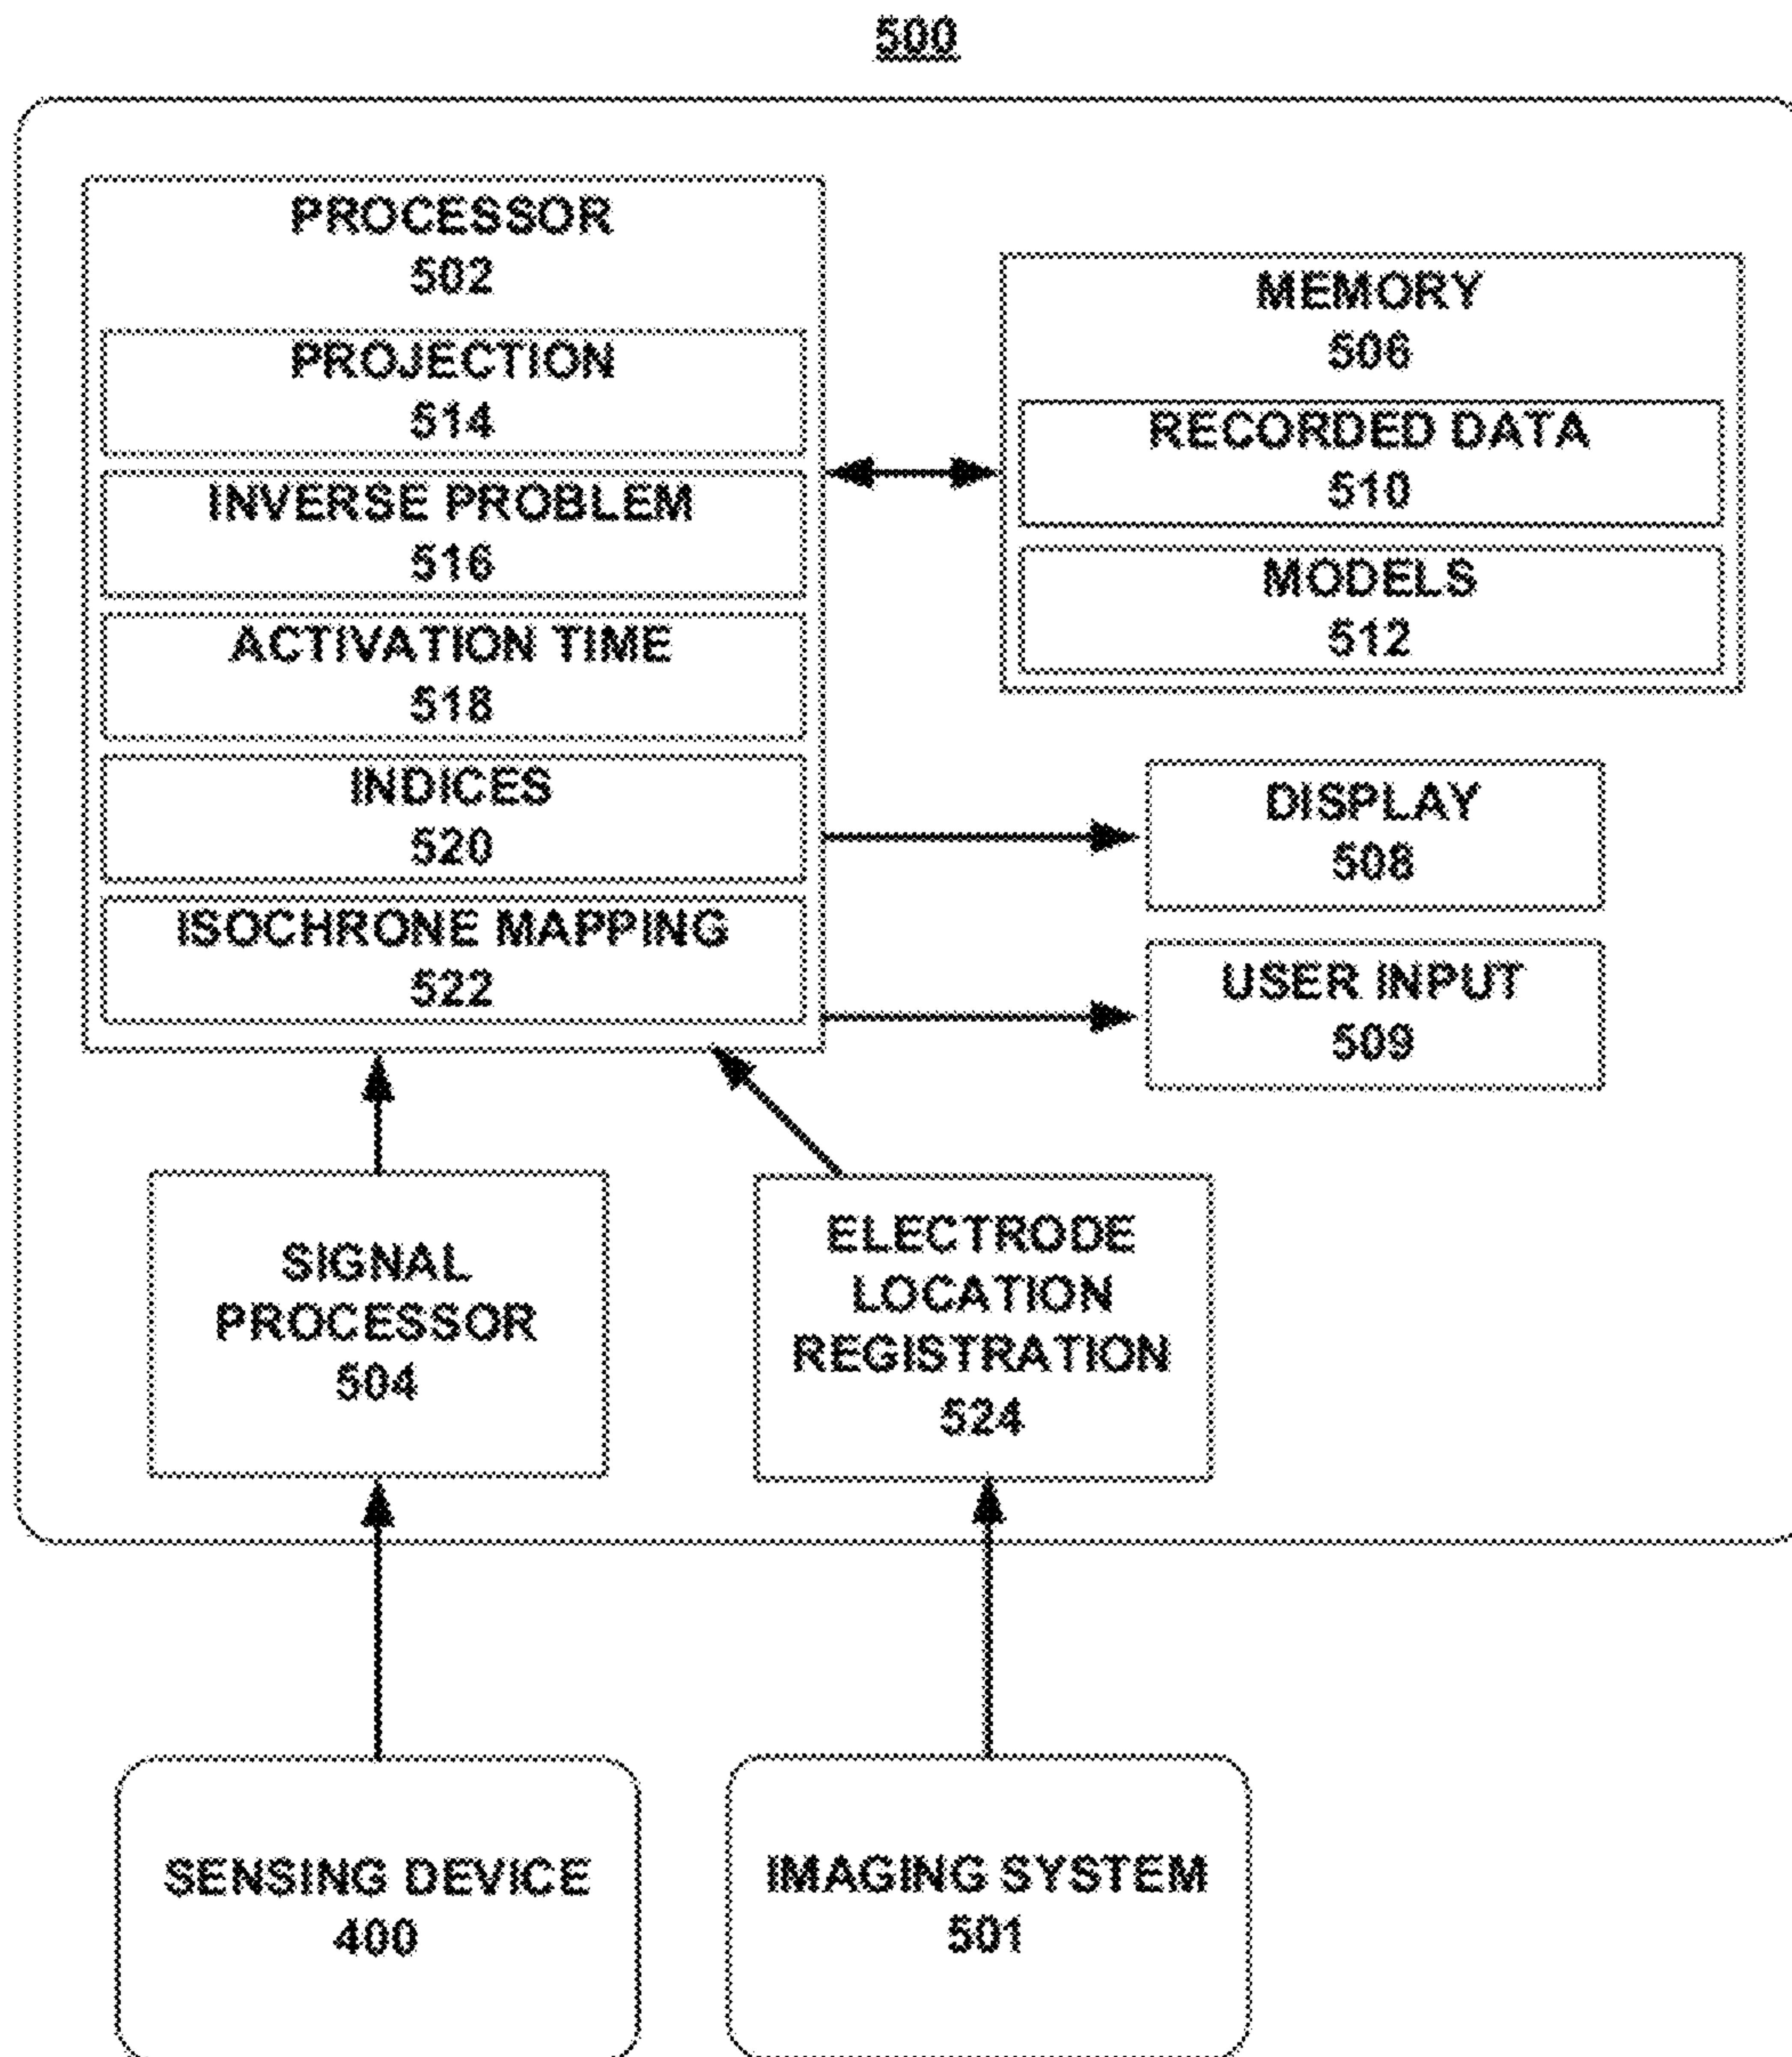 500
PROCESSOR
502
PROJECTION
514
INVERSE PROBLEM
516
ACTIVATION TIME
518
INDICES
520
ISOCHRONE MAPPING
522
MEMORY
506
RECORDED DATA
510
MODELS
512
DISPLAY
508
USER INPUT
509
SIGNAL
PROCESSOR
504
ELECTRODE
LOCATION
REGISTRATION
524
SENSING DEVICE
400
IMAGING SYSTEM
501